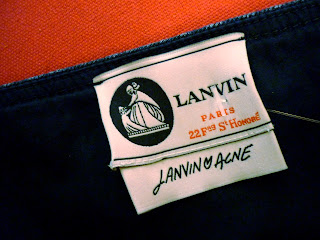 LANVIN
PARIS
22 Fbg St Honoré
LANVIN ♥ ACNE